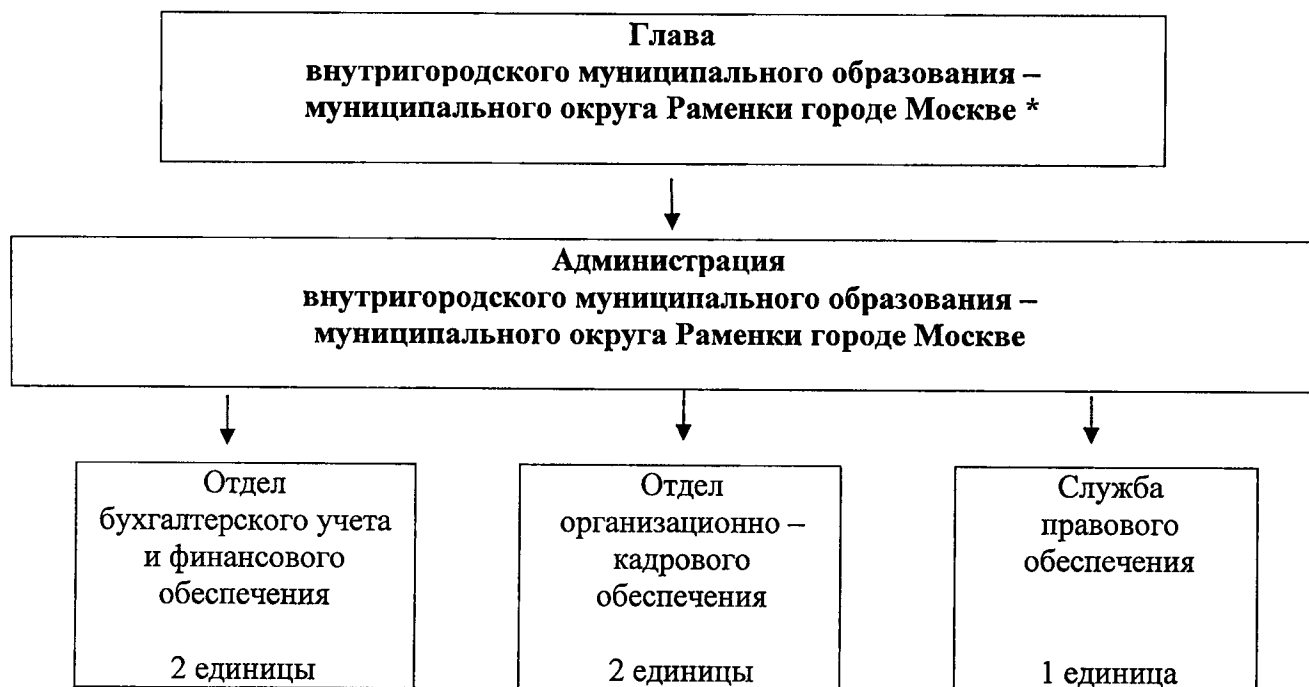 Глава
внутригородского муниципального образования –
муниципального округа Раменки городе Москве *
Администрация
внутригородского муниципального образования –
муниципального округа Раменки городе Москве
Отдел
бухгалтерского учета
и финансового
обеспечения
2 единицы
Отдел
организационно –
кадрового
обеспечения
2 единицы
Служба
правового
обеспечения
1 единица